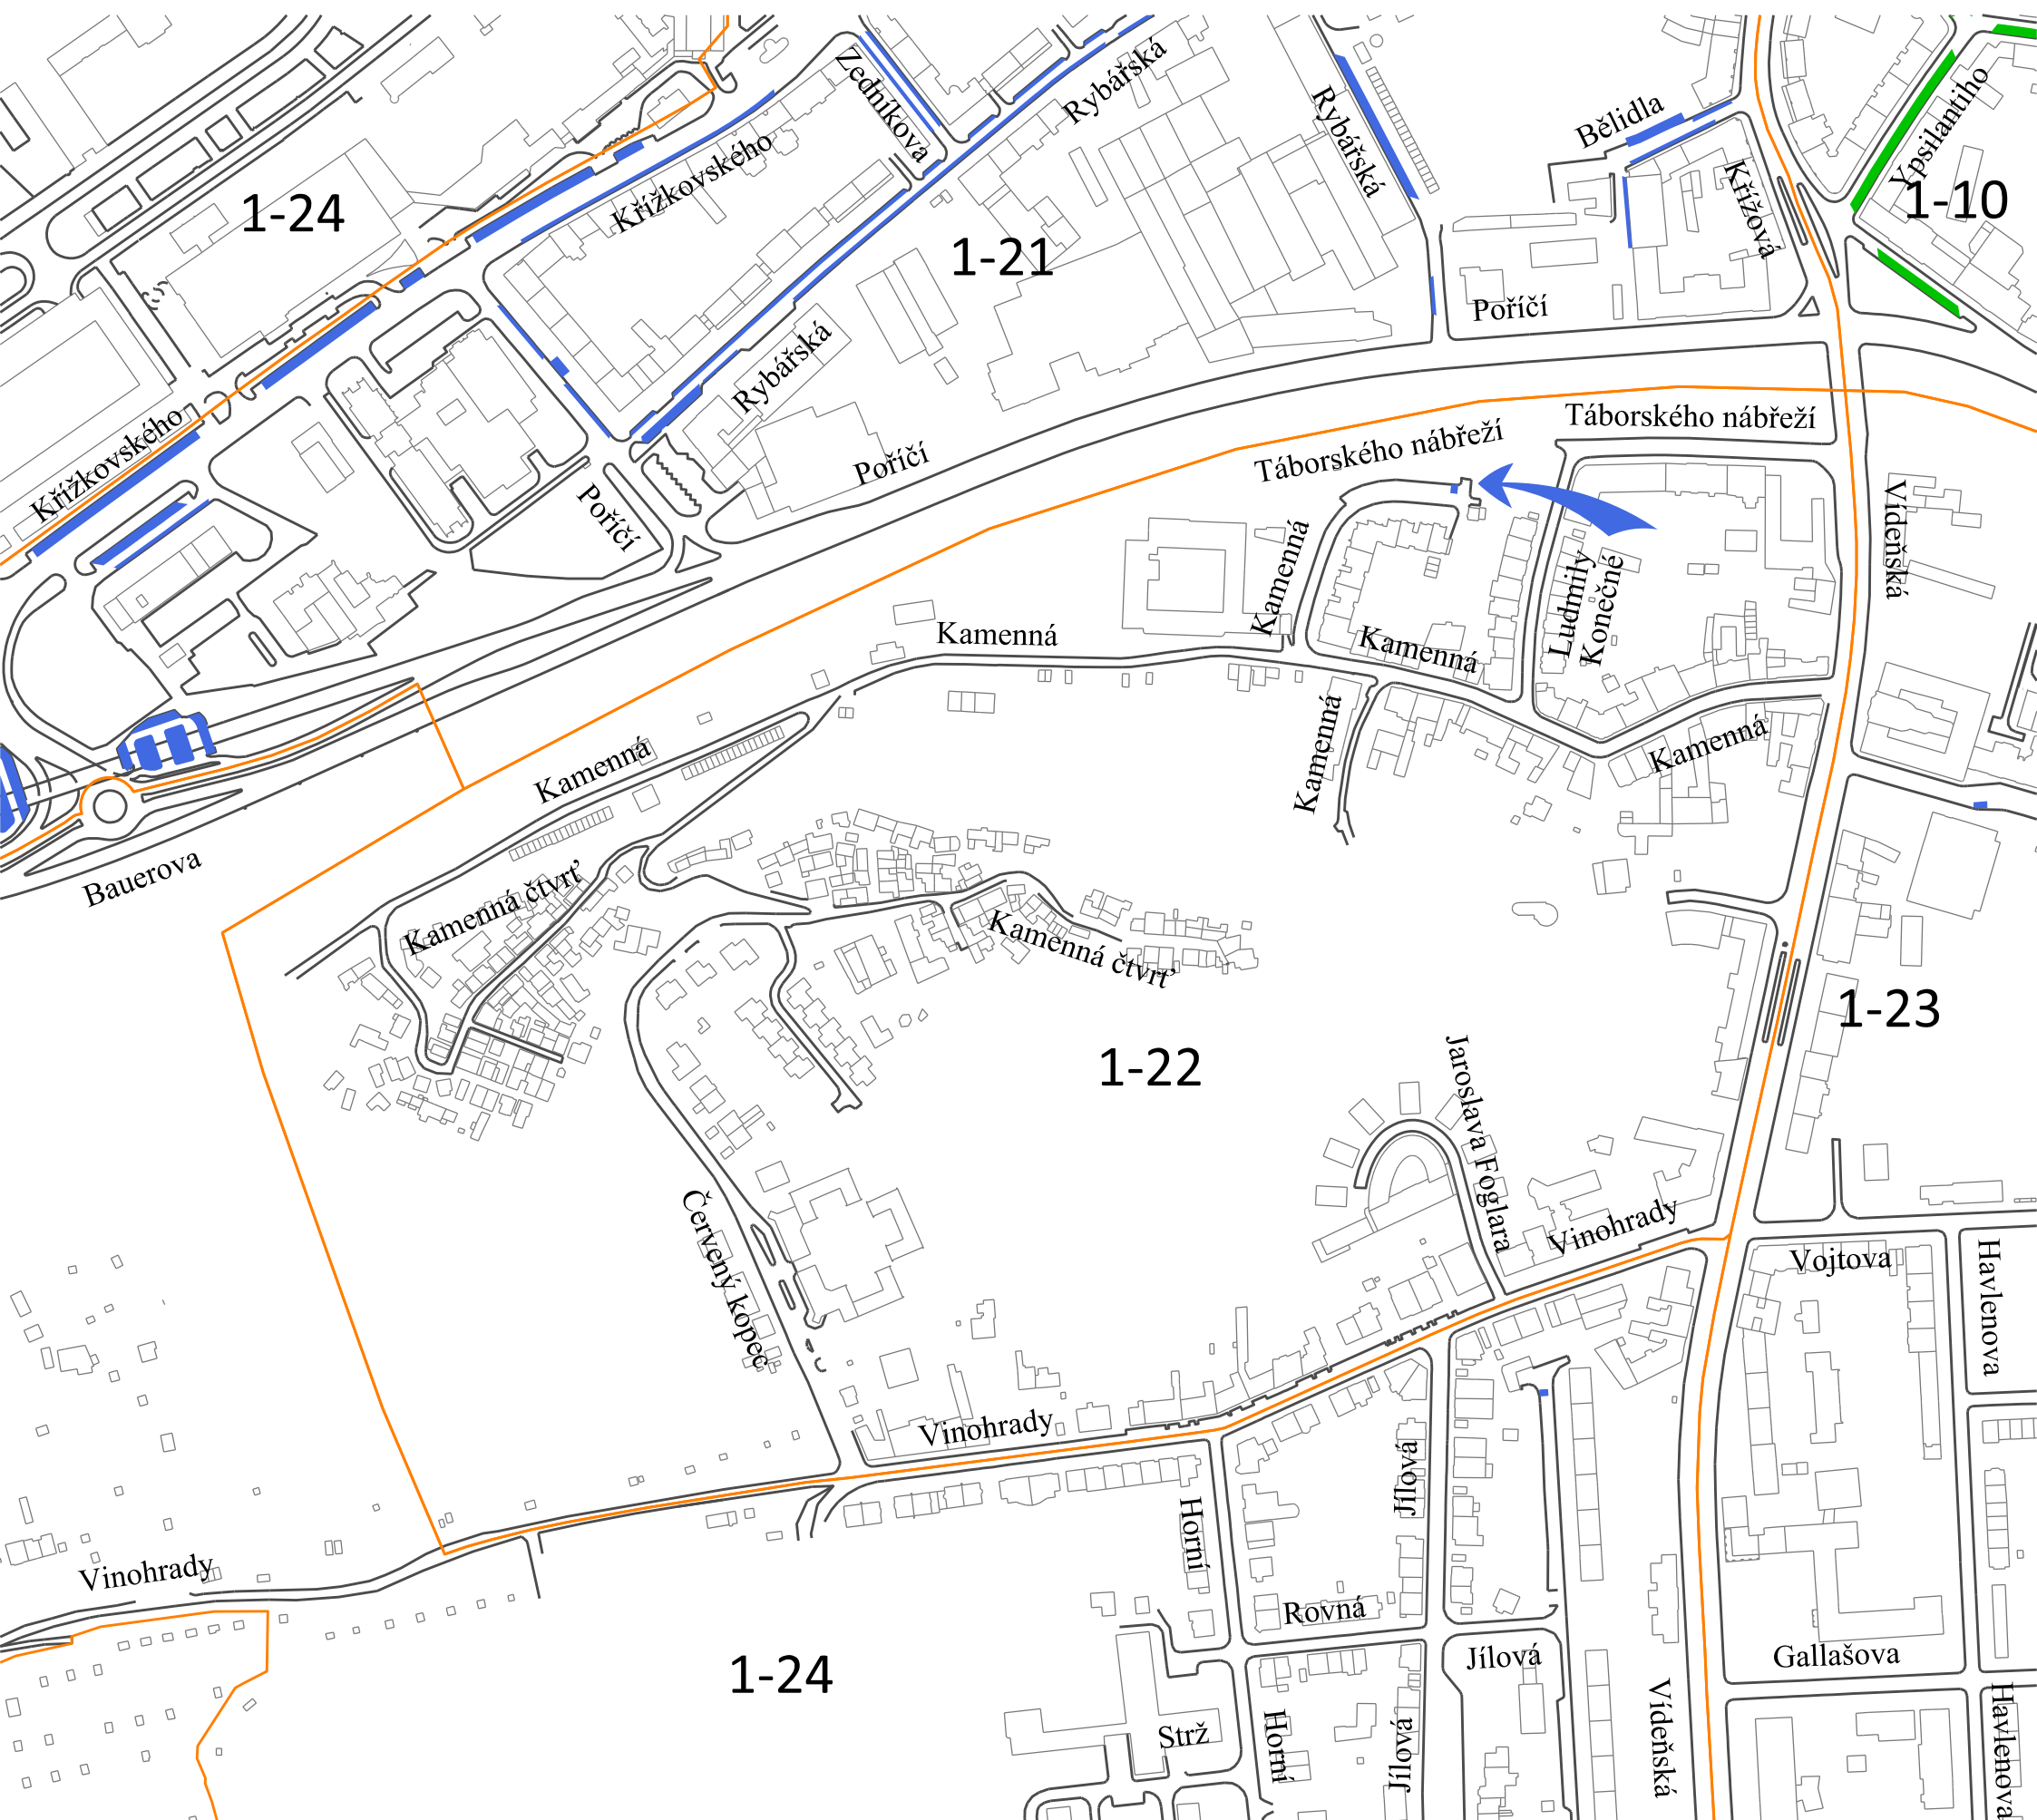 Zedníkova
Rybářská
Rybářská
Bělidla
Ypsilantiho
Křížkovského
Křížová
1-24
1-21
1-10
Poříčí
Rybářská
Křížkovského
Táborského nábřeží
Táborského nábřeží
Poříčí
Poříčí
Vídeňská
Kamenná
Ludmily
Konečné
Kamenná
Kamenná
Kamenná
Kamenná
Kamenná
Bauerova
Kamenná čtvrť
Kamenná čtvrť
1-23
1-22
Jaroslava Foglara
Červený kopec
Vinohrady
Vojtova
Havlenova
Vinohrady
Jílová
Horní
Vinohrady
Rovná
Jílová
Gallašova
1-24
Vídeňská
Strž
Horní
Jílová
Havlenova